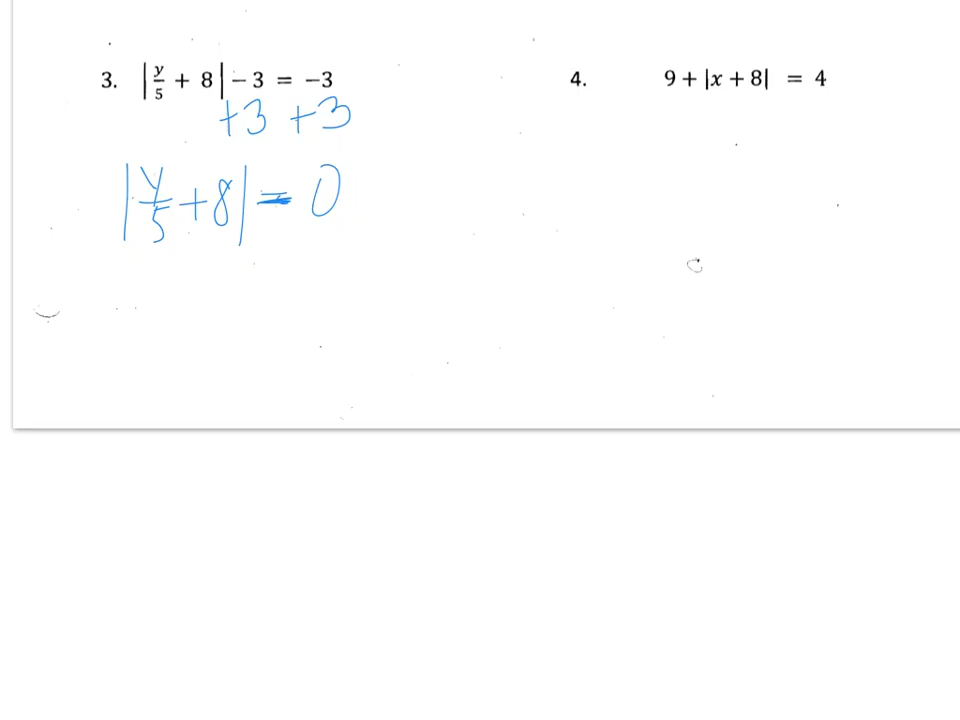 3. |y/5 + 8| − 3 = −3
+3 +3
|y/5 + 8| = 0
4. 9 + |x + 8| = 4